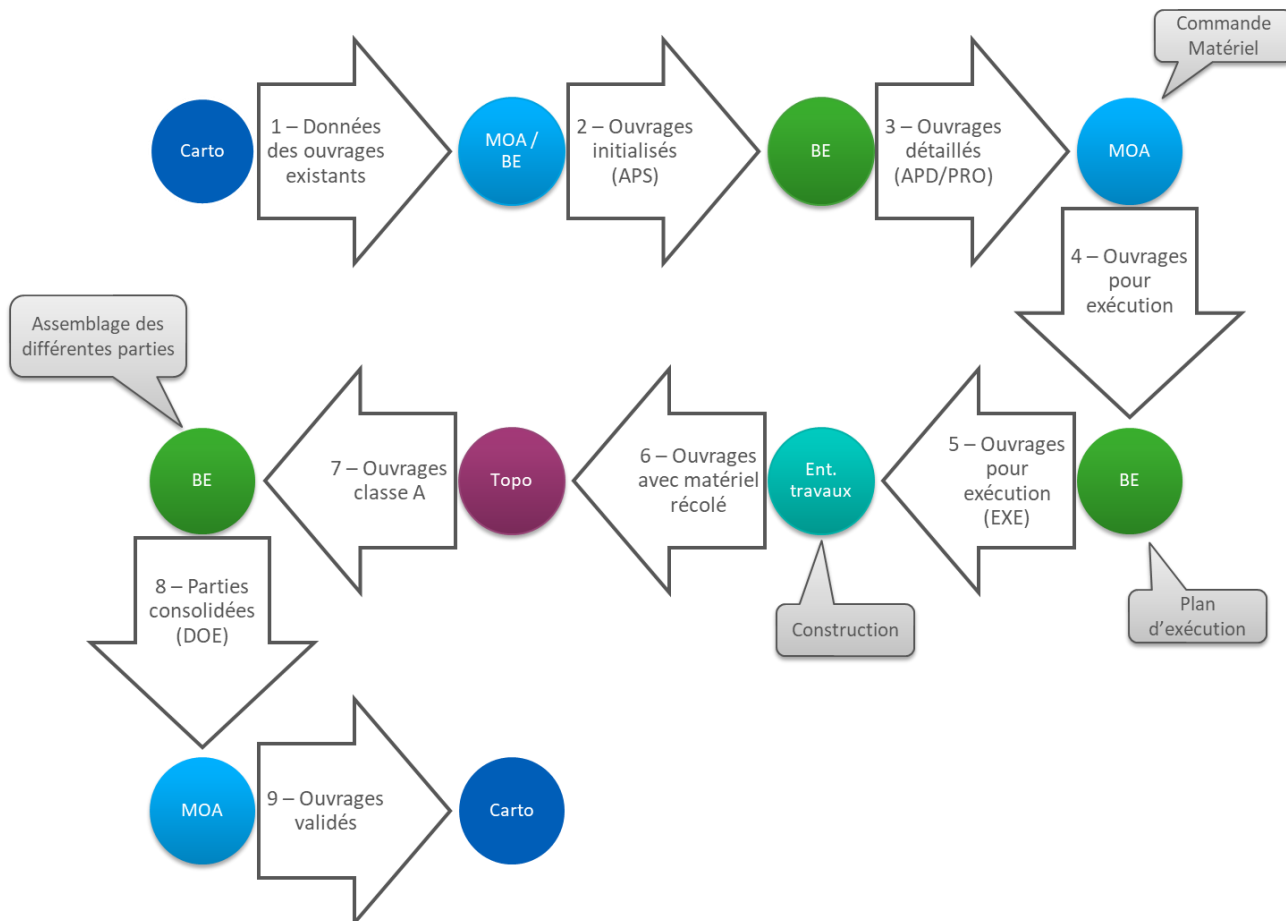 Commande
Matériel
Carto
1 – Données
des ouvrages
existants
MOA /
BE
2 – Ouvrages
initialisés
(APS)
BE
3 – Ouvrages
détaillés
(APD/PRO)
MOA
4 – Ouvrages
pour
exécution
Assemblage des
différentes parties
BE
5 – Ouvrages
pour
exécution
(EXE)
Plan
d’exécution
Ent.
travaux
Construction
6 – Ouvrages
avec matériel
récolé
Topo
7 – Ouvrages
classe A
BE
8 – Parties
consolidées
(DOE)
MOA
9 – Ouvrages
validés
Carto